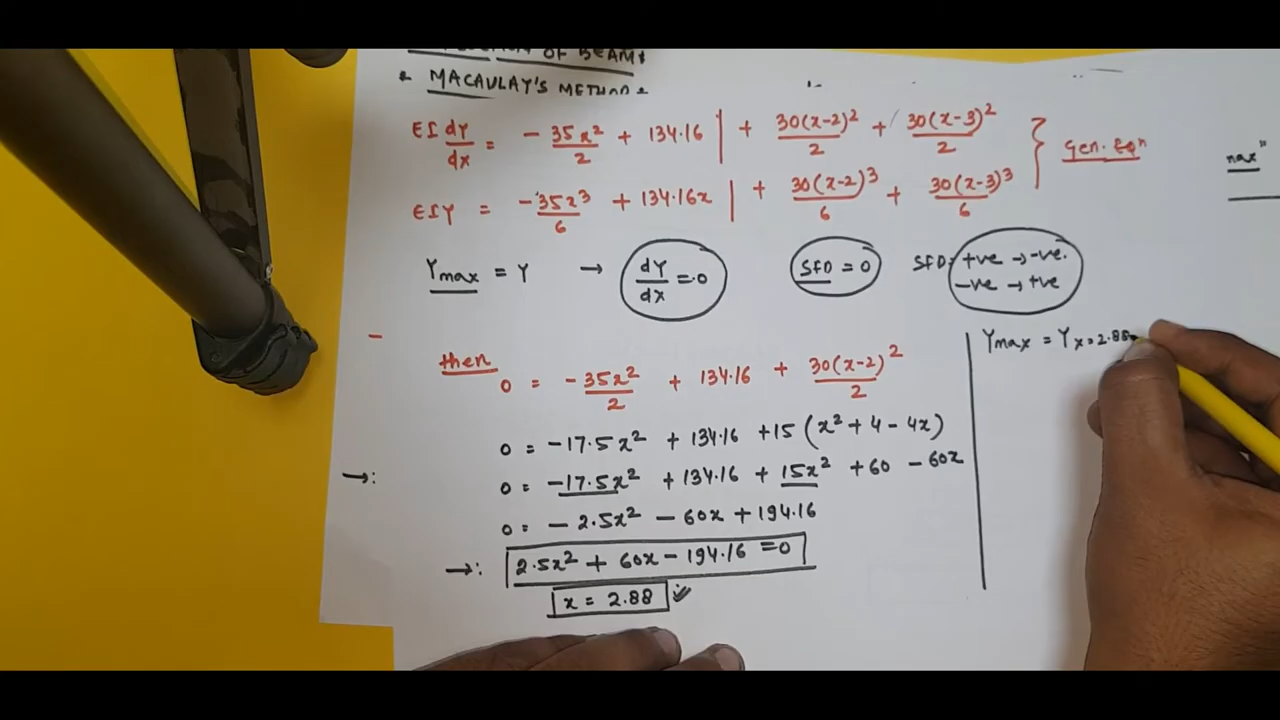 OF BEAMS
MACAULAY'S METHOD
EI dY/dx = -35x²/2 + 134.16 | + 30(x-2)²/2 + 30(x-3)²/2
Gen. Eqⁿ
EIY = -35x³/6 + 134.16x | + 30(x-2)³/6 + 30(x-3)³/6
Ymax = Y → dY/dx = 0 SFD = 0 SFD: +ve → -ve.
-ve → +ve
then
0 = -35x²/2 + 134.16 + 30(x-2)²/2
0 = -17.5x² + 134.16 + 15 (x² + 4 - 4x)
→: 0 = -17.5x² + 134.16 + 15x² + 60 - 60x
0 = - 2.5x² - 60x + 194.16
→: 2.5x² + 60x - 194.16 = 0
x = 2.88
Ymax = Y x=2.88